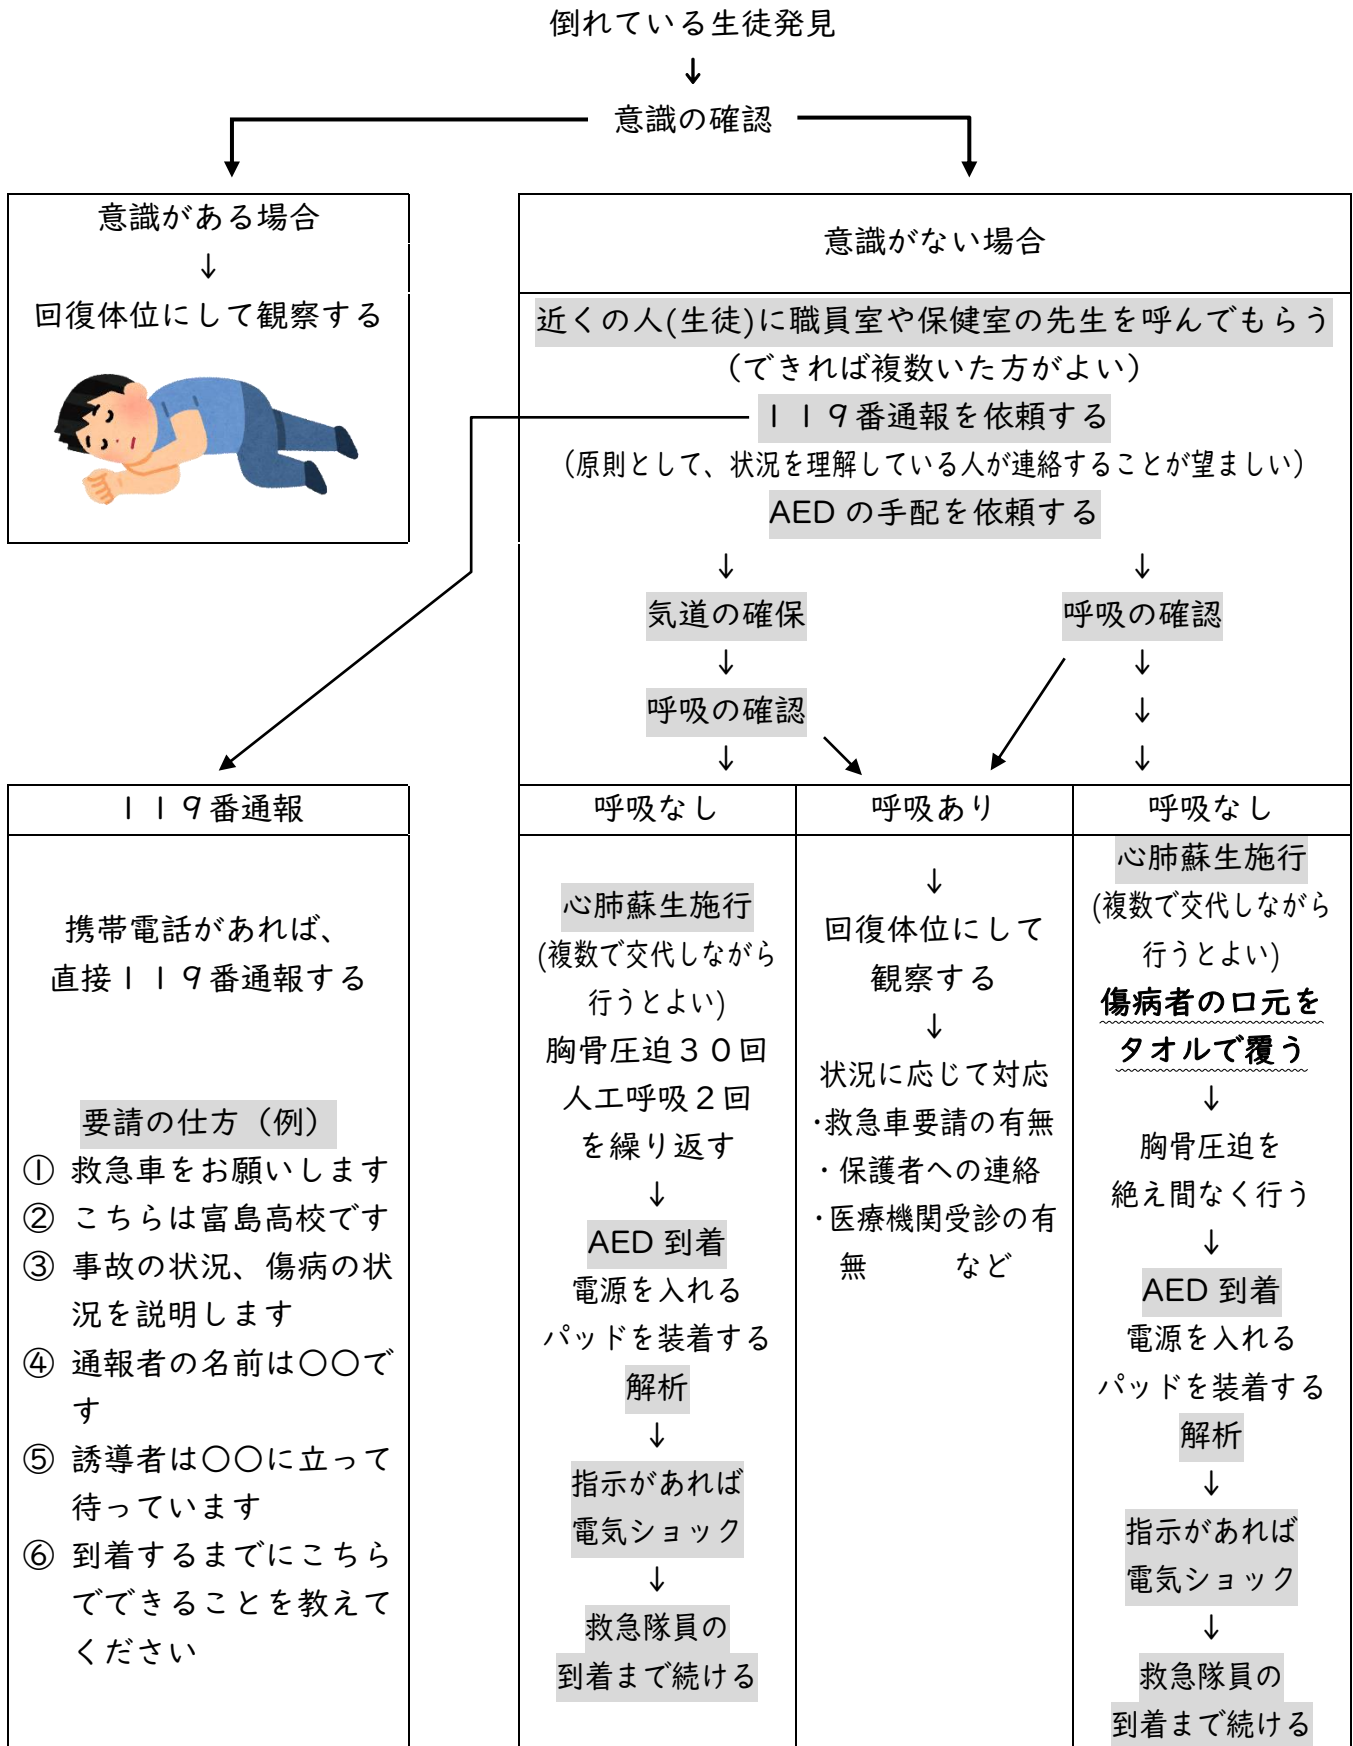 倒れている生徒発見
↓
意識の確認
意識がある場合
↓
回復体位にして観察する
意識がない場合
近くの人(生徒)に職員室や保健室の先生を呼んでもらう
（できれば複数いた方がよい）
１１９番通報を依頼する
（原則として、状況を理解している人が連絡することが望ましい）
AED の手配を依頼する
↓ ↓
気道の確保 呼吸の確認
↓ ↓
呼吸の確認 ↓
↓ ↓
１１９番通報
携帯電話があれば、
直接１１９番通報する
要請の仕方（例）
① 救急車をお願いします
② こちらは富島高校です
③ 事故の状況、傷病の状
況を説明します
④ 通報者の名前は○○で
す
⑤ 誘導者は○○に立って
待っています
⑥ 到着するまでにこちら
でできることを教えて
ください
呼吸なし
心肺蘇生施行
(複数で交代しながら
行うとよい)
胸骨圧迫３０回
人工呼吸２回
を繰り返す
↓
AED 到着
電源を入れる
パッドを装着する
解析
↓
指示があれば
電気ショック
↓
救急隊員の
到着まで続ける
呼吸あり
↓
回復体位にして
観察する
↓
状況に応じて対応
・救急車要請の有無
・保護者への連絡
・医療機関受診の有
無 など
呼吸なし
心肺蘇生施行
(複数で交代しながら
行うとよい)
傷病者の口元を
タオルで覆う
↓
胸骨圧迫を
絶え間なく行う
↓
AED 到着
電源を入れる
パッドを装着する
解析
↓
指示があれば
電気ショック
↓
救急隊員の
到着まで続ける